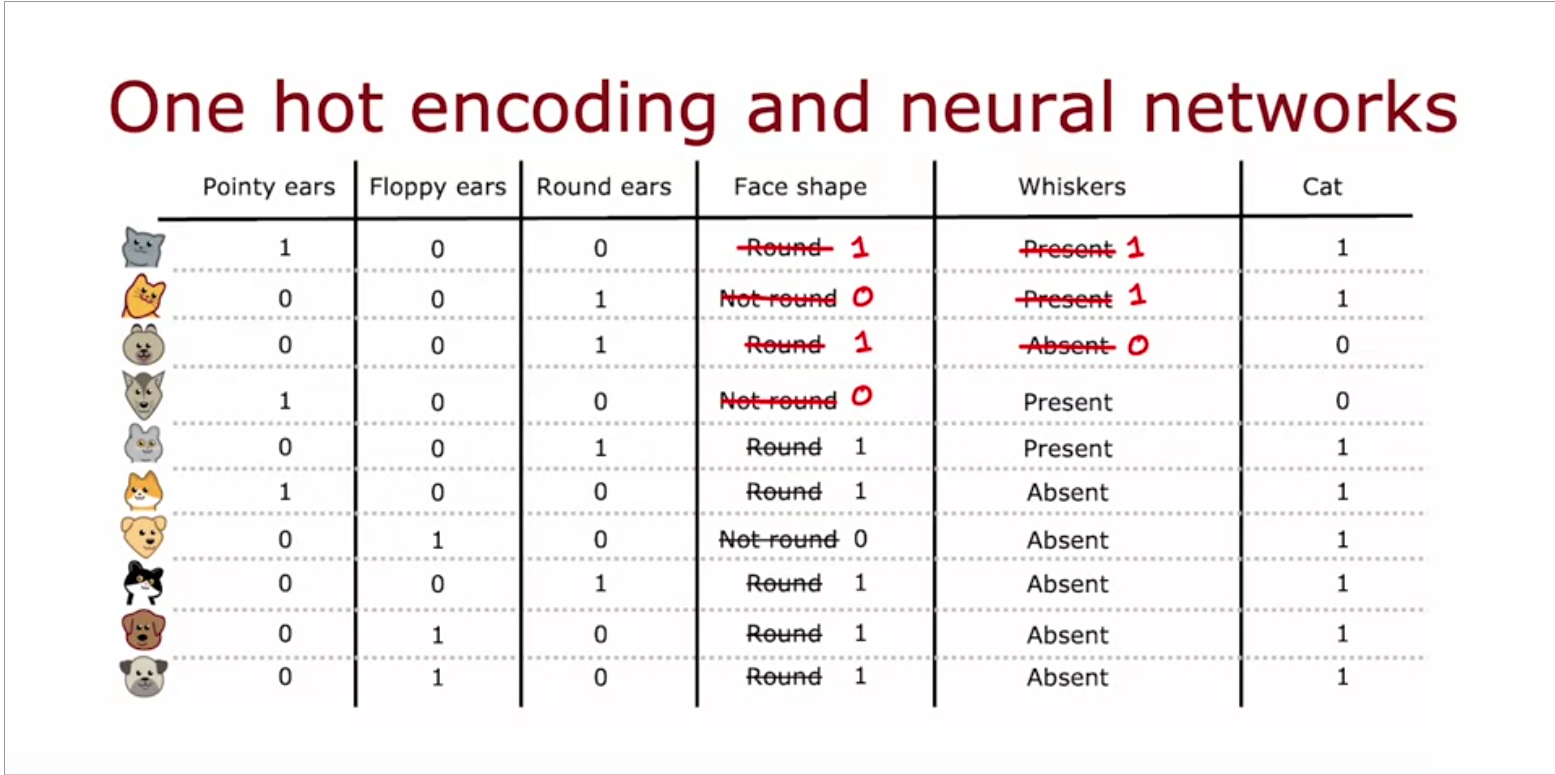 One hot encoding and neural networks
Pointy ears Floppy ears Round ears Face shape Whiskers Cat
1 0 0 Round 1 Present 1 1
0 0 1 Not round 0 Present 1 1
0 0 1 Round 1 Absent 0 0
1 0 0 Not round 0 Present 0
0 0 1 Round 1 Present 1
1 0 0 Round 1 Absent 1
0 1 0 Not round 0 Absent 1
0 0 1 Round 1 Absent 1
0 1 0 Round 1 Absent 1
0 1 0 Round 1 Absent 1